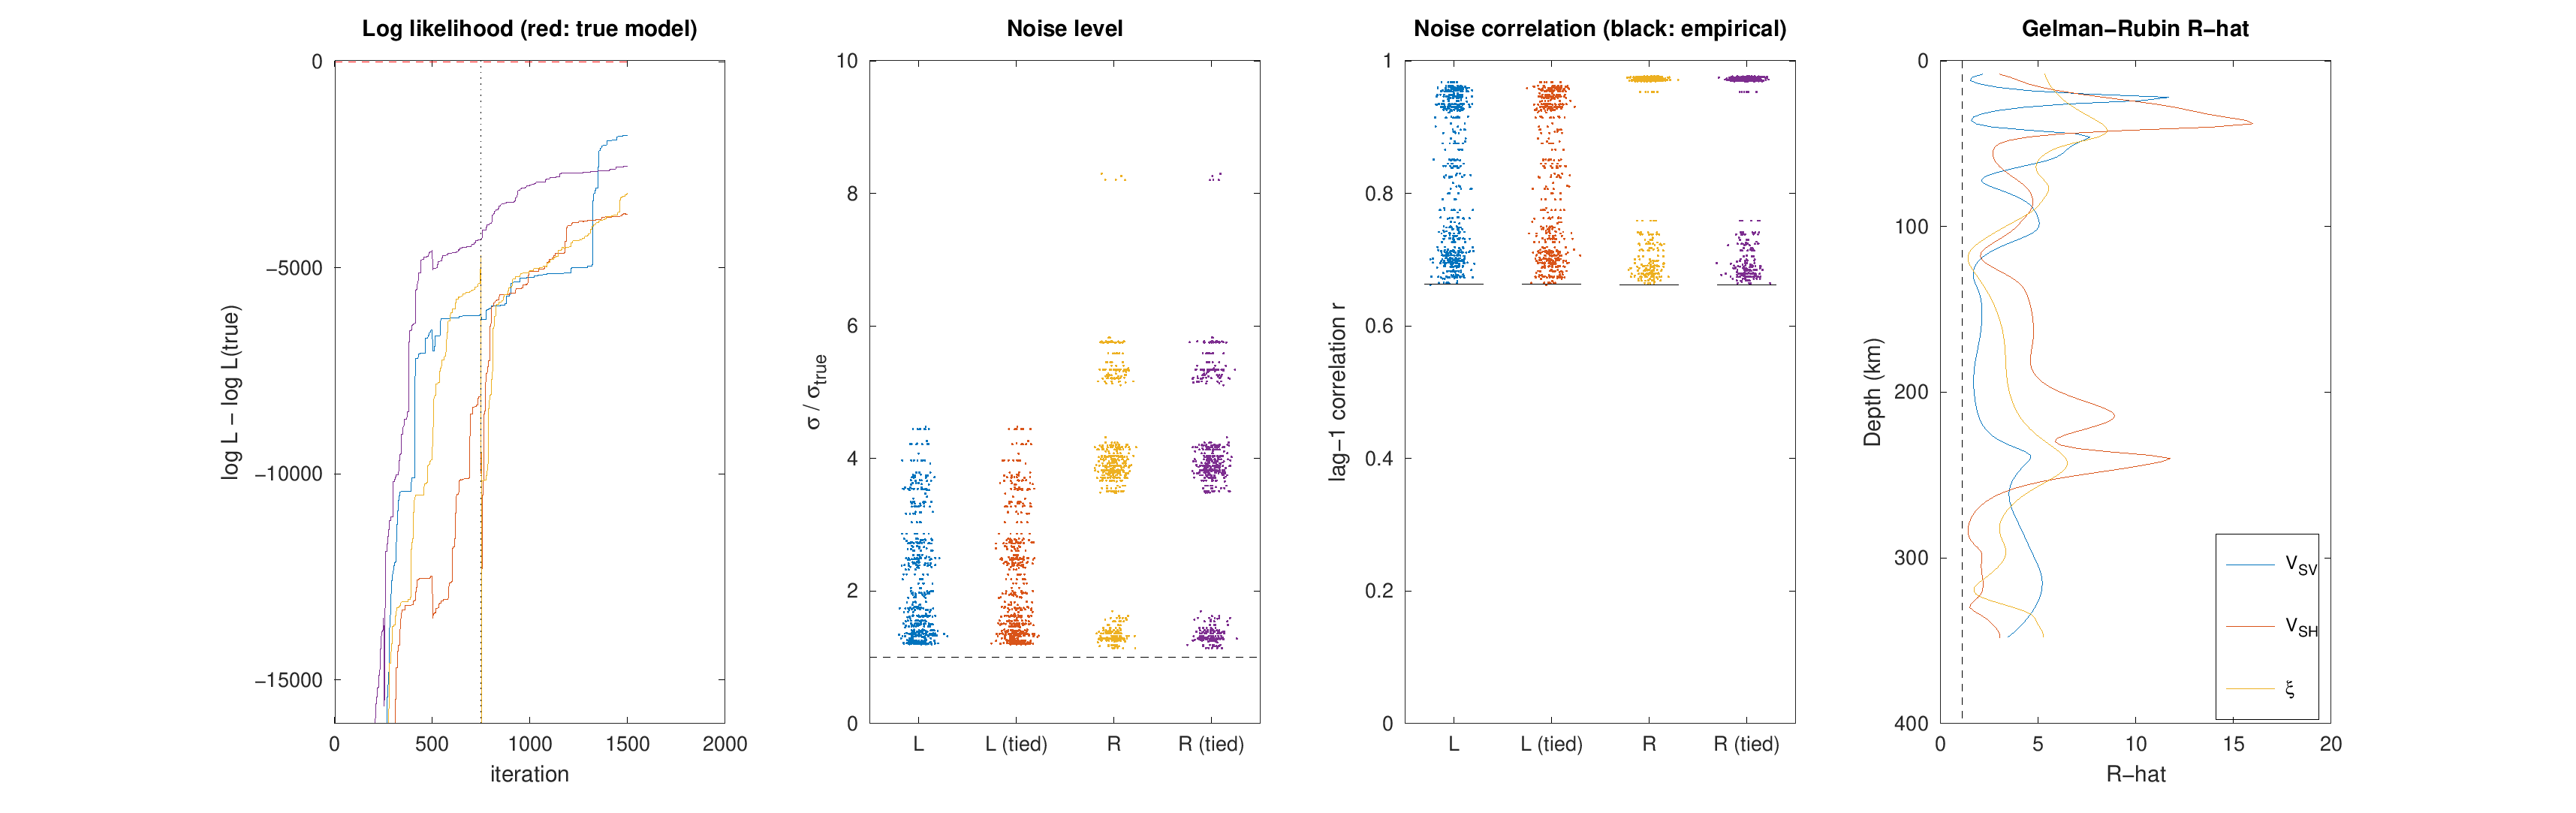 Log likelihood (red: true model)
0
−5000
−10000
−15000
log L − log L(true)
0 500 1000 1500 2000
iteration
Noise level
10
8
6
4
2
0
σ / σtrue
L L (tied) R R (tied)
Noise correlation (black: empirical)
1
0.8
0.6
0.4
0.2
0
lag−1 correlation r
L L (tied) R R (tied)
Gelman−Rubin R−hat
0
100
200
300
400
Depth (km)
VSV
VSH
ξ
0 5 10 15 20
R−hat